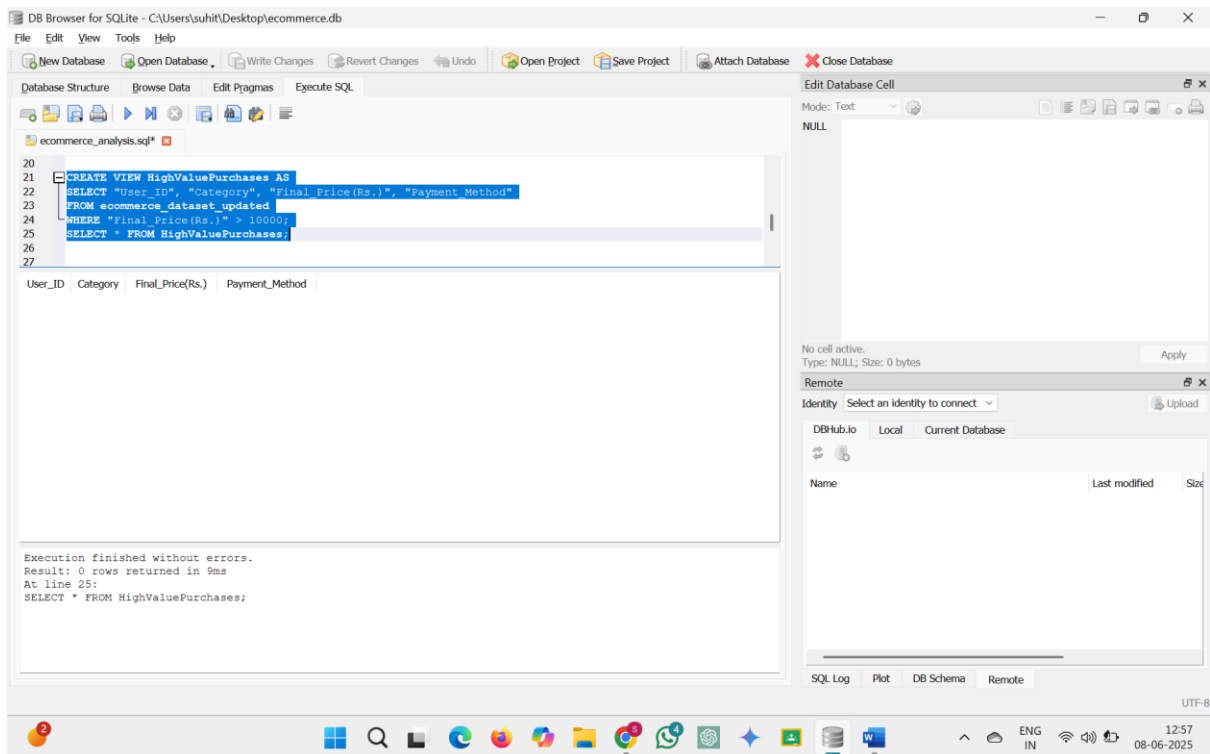 DB Browser for SQLite - C:\Users\suhit\Desktop\ecommerce.db
File Edit View Tools Help
New Database Open Database Write Changes Revert Changes Undo Open Project Save Project Attach Database Close Database
Database Structure Browse Data Edit Pragmas Execute SQL
ecommerce_analysis.sql*
20
21 CREATE VIEW HighValuePurchases AS
22 SELECT "User_ID", "Category", "Final_Price(Rs.)", "Payment_Method"
23 FROM ecommerce_dataset_updated
24 WHERE "Final_Price(Rs.)" > 10000;
25 SELECT * FROM HighValuePurchases;
26
27
User_ID Category Final_Price(Rs.) Payment_Method
Execution finished without errors.
Result: 0 rows returned in 9ms
At line 25:
SELECT * FROM HighValuePurchases;
Edit Database Cell
Mode: Text
NULL
No cell active.
Type: NULL; Size: 0 bytes
Apply
Remote
Identity Select an identity to connect Upload
DBHub.io Local Current Database
Name Last modified Size
SQL Log Plot DB Schema Remote
UTF-8
2
S
4
ENG
IN
12:57
08-06-2025